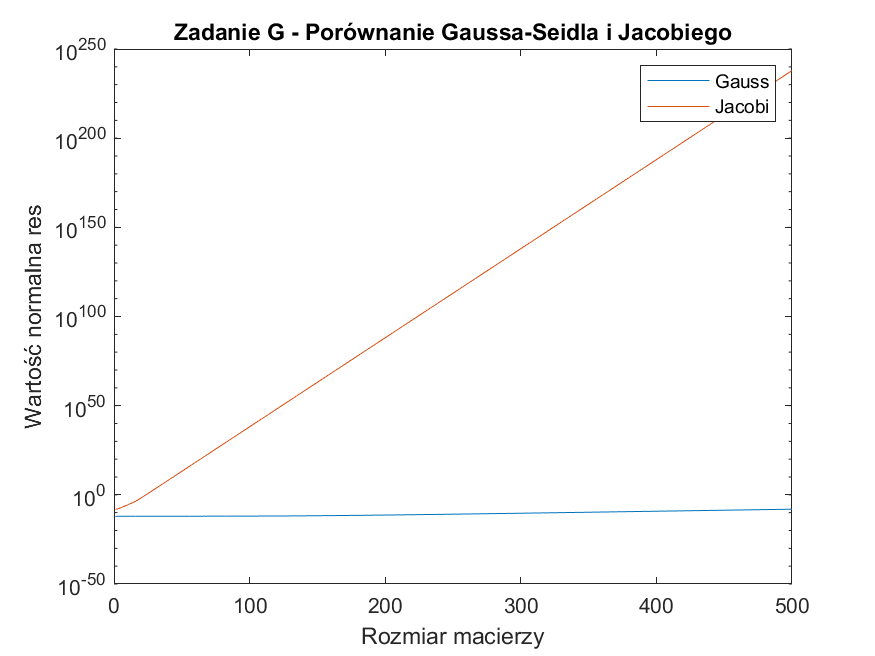 Zadanie G - Porównanie Gaussa-Seidla i Jacobiego
Gauss
Jacobi
Wartość normalna res
10^250
10^200
10^150
10^100
10^50
10^0
10^-50
0 100 200 300 400 500
Rozmiar macierzy